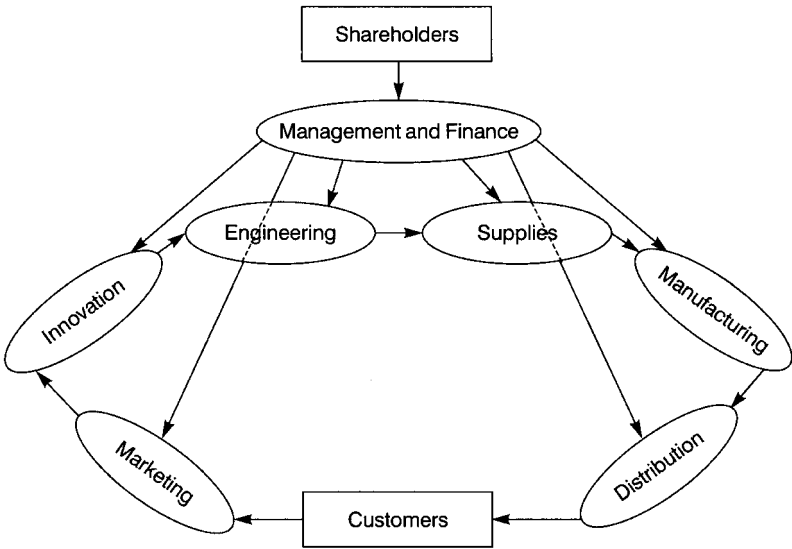 Shareholders
Management and Finance
Engineering
Supplies
Innovation
Manufacturing
Marketing
Distribution
Customers